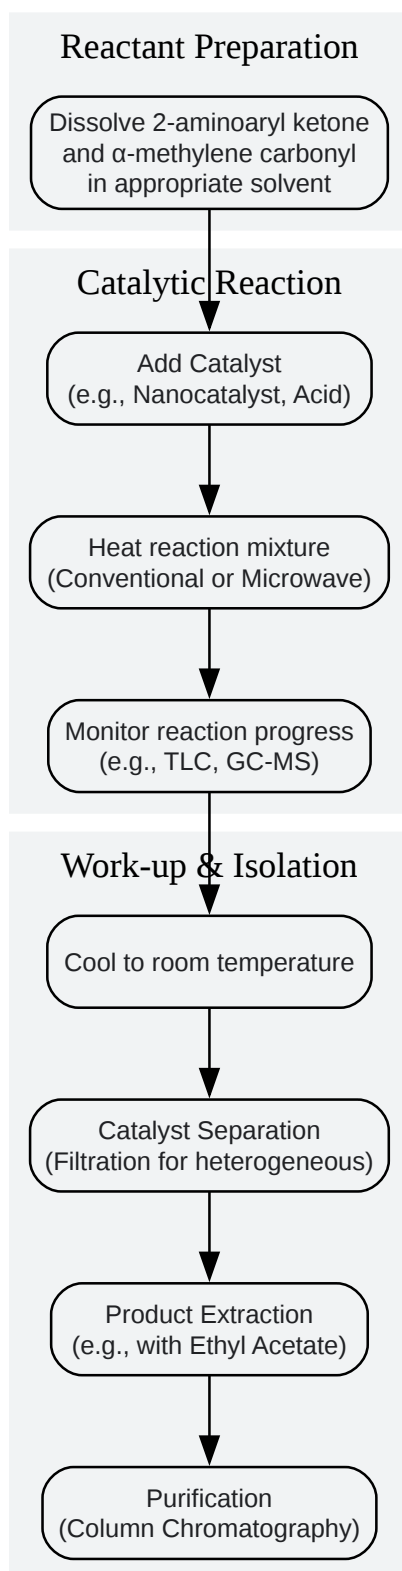 Reactant Preparation
Dissolve 2-aminoaryl ketone
and α-methylene carbonyl
in appropriate solvent
Catalytic Reaction
Add Catalyst
(e.g., Nanocatalyst, Acid)
Heat reaction mixture
(Conventional or Microwave)
Monitor reaction progress
(e.g., TLC, GC-MS)
Work-up & Isolation
Cool to room temperature
Catalyst Separation
(Filtration for heterogeneous)
Product Extraction
(e.g., with Ethyl Acetate)
Purification
(Column Chromatography)